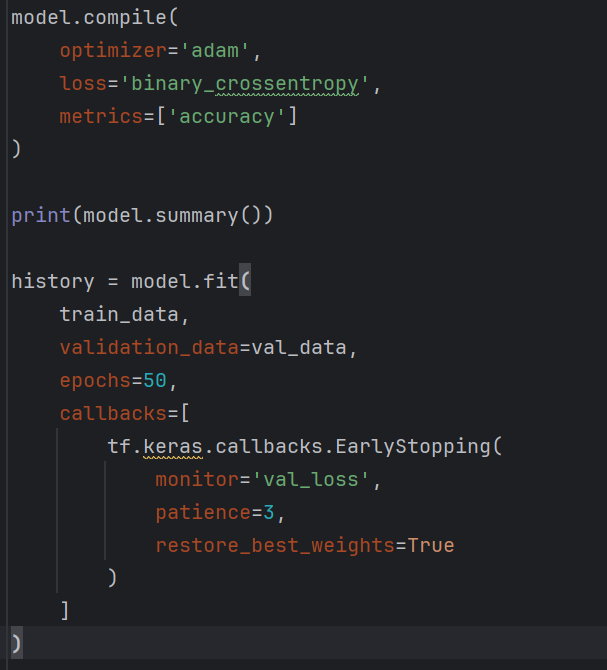 model.compile(
    optimizer='adam',
    loss='binary_crossentropy',
    metrics=['accuracy']
)

print(model.summary())

history = model.fit(
    train_data,
    validation_data=val_data,
    epochs=50,
    callbacks=[
        tf.keras.callbacks.EarlyStopping(
            monitor='val_loss',
            patience=3,
            restore_best_weights=True
        )
    ]
)